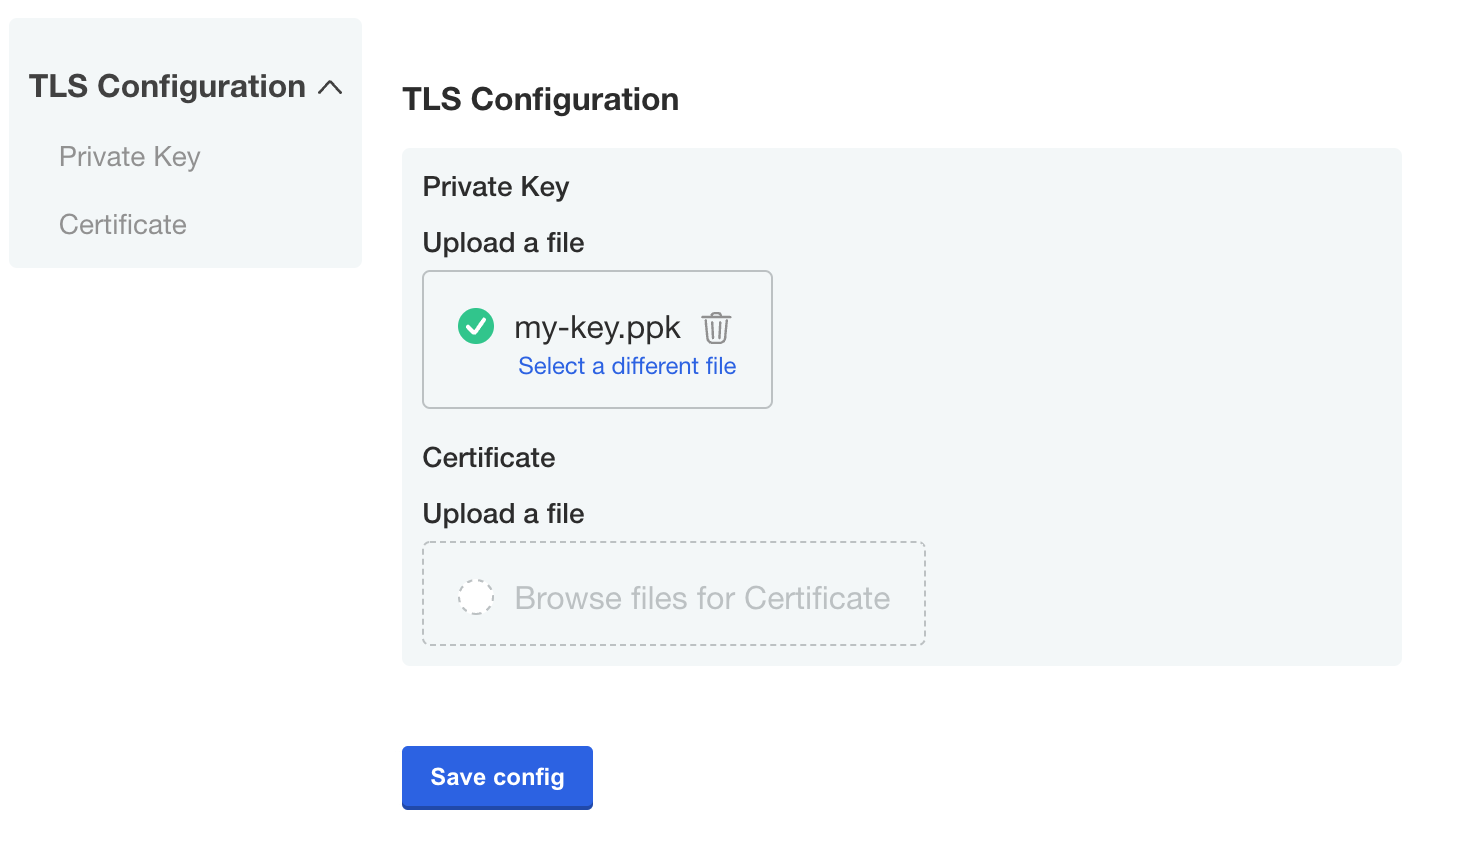 TLS Configuration
Private Key
Certificate
TLS Configuration
Private Key
Upload a file
my-key.ppk
Select a different file
Certificate
Upload a file
Browse files for Certificate
Save config